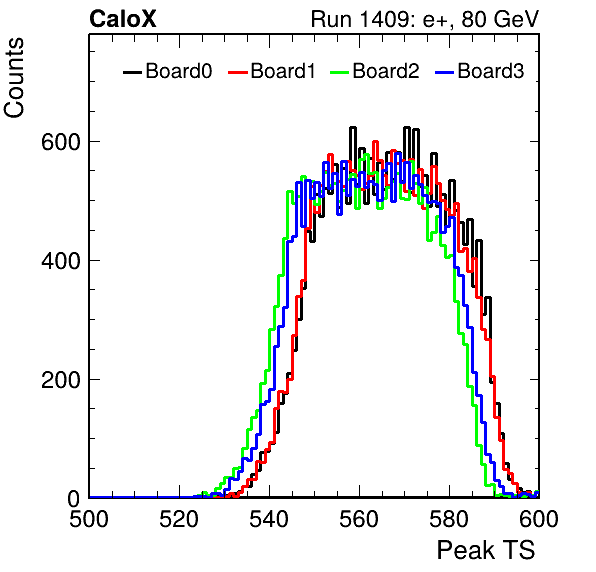 CaloX Run 1409: e+, 80 GeV
Counts
Board0 Board1 Board2 Board3
600
400
200
0
500 520 540 560 580 600
Peak TS